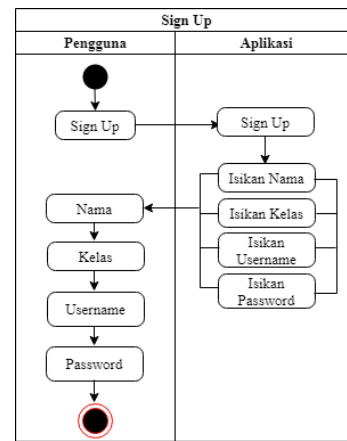 Sign Up
Pengguna
Aplikasi
Sign Up
Sign Up
Isikan Nama
Isikan Kelas
Isikan
Username
Isikan
Password
Nama
Kelas
Username
Password